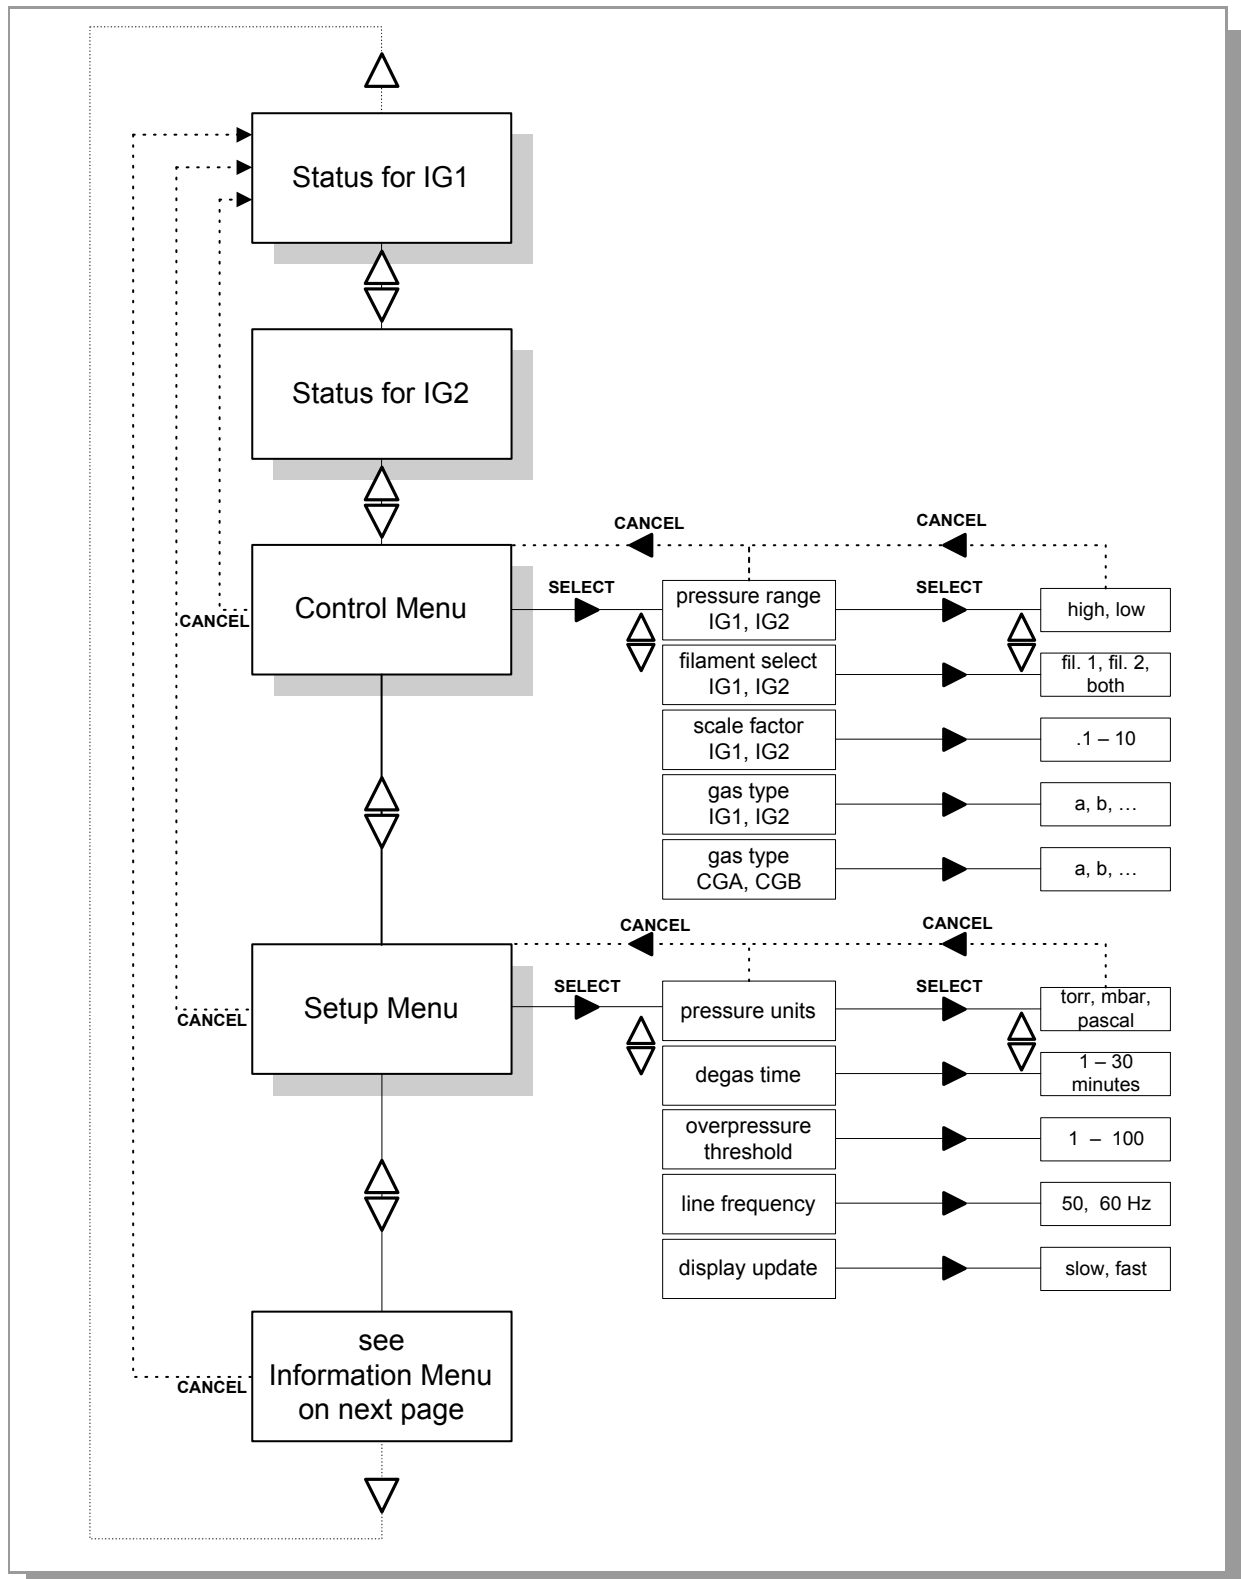 Status for IG1
Status for IG2
CANCEL
CANCEL
Control Menu
CANCEL
SELECT
pressure range
IG1, IG2
SELECT
high, low
filament select
IG1, IG2
fil. 1, fil. 2,
both
scale factor
IG1, IG2
.1 – 10
gas type
IG1, IG2
a, b, …
gas type
CGA, CGB
a, b, …
CANCEL
CANCEL
Setup Menu
CANCEL
SELECT
pressure units
SELECT
torr, mbar,
pascal
degas time
1 – 30
minutes
overpressure
threshold
1 – 100
line frequency
50, 60 Hz
display update
slow, fast
see
Information Menu
on next page
CANCEL